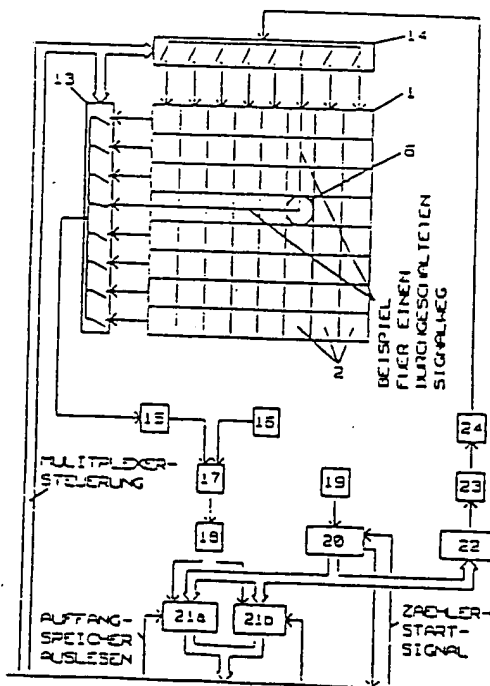 14
13
1
6
BEISPIEL
FUER EINEN
DURCHGESCHALTETEN
SIGNALWEG
2
15
16
24
MULITPLEXER-
STEUERUNG
17
19
23
18
20
22
21a
21b
AUFFANG-
SPEICHER
AUSLESEN
ZAEHLER-
START-
SIGNAL